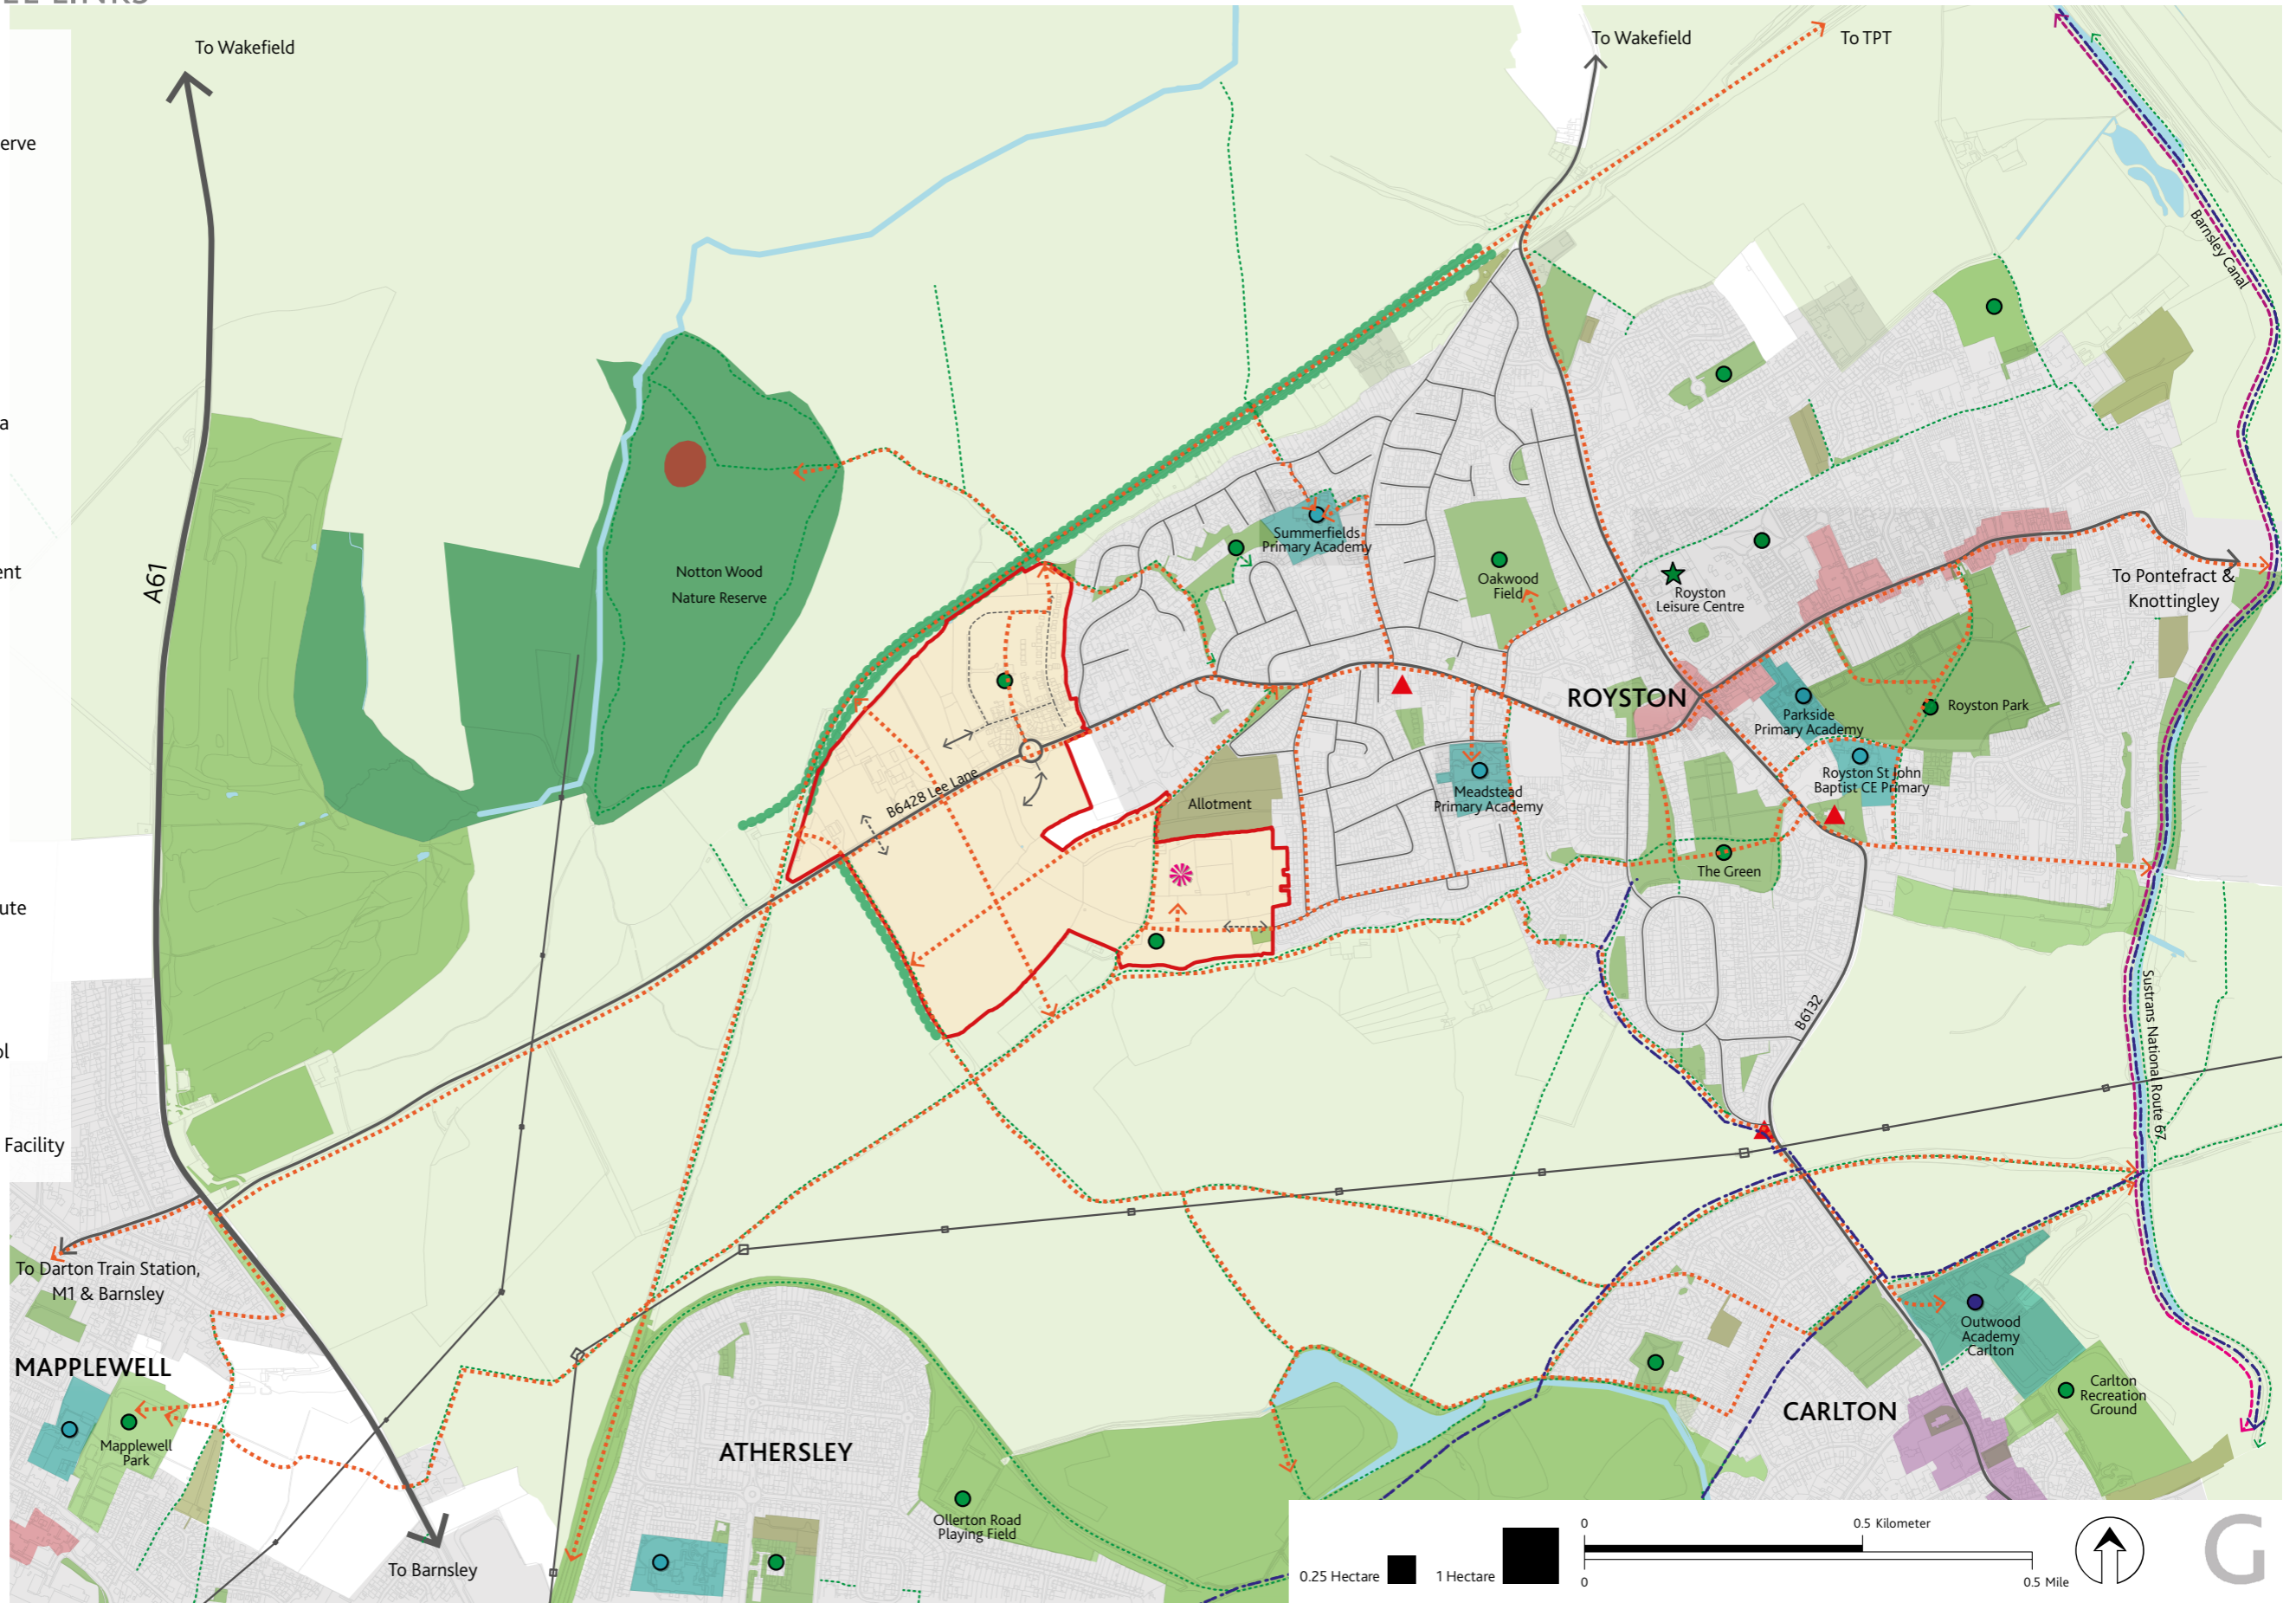 To Wakefield
To Wakefield
To TPT
erve
Barnsley Canal
a
A61
ent
Notton Wood
Nature Reserve
Summerfields
Primary Academy
Oakwood
Field
Royston
Leisure Centre
To Pontefract &
Knottingley
ROYSTON
Parkside
Primary Academy
Royston Park
B6428 Lee Lane
Allotment
Meadstead
Primary Academy
Royston St John
Baptist CE Primary
The Green
ute
B6132
Sustrans National Route 67
ol
Facility
To Darton Train Station,
M1 & Barnsley
MAPPLEWELL
Mapplewell
Park
Outwood
Academy
Carlton
Carlton
Recreation
Ground
CARLTON
ATHERSLEY
Ollerton Road
Playing Field
To Barnsley
0.25 Hectare
1 Hectare
0
0.5 Kilometer
0
0.5 Mile
G